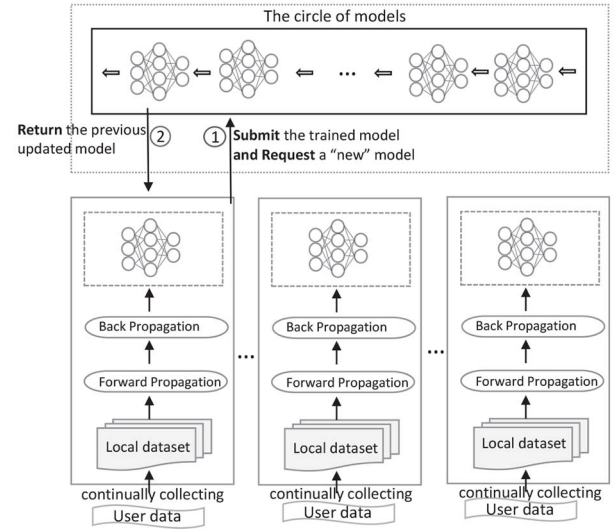 The circle of models
...
Return the previous
updated model
2
1
Submit the trained model
and Request a “new” model
Back Propagation
Forward Propagation
Local dataset
continually collecting
User data
...
Back Propagation
Forward Propagation
Local dataset
continually collecting
User data
...
Back Propagation
Forward Propagation
Local dataset
continually collecting
User data